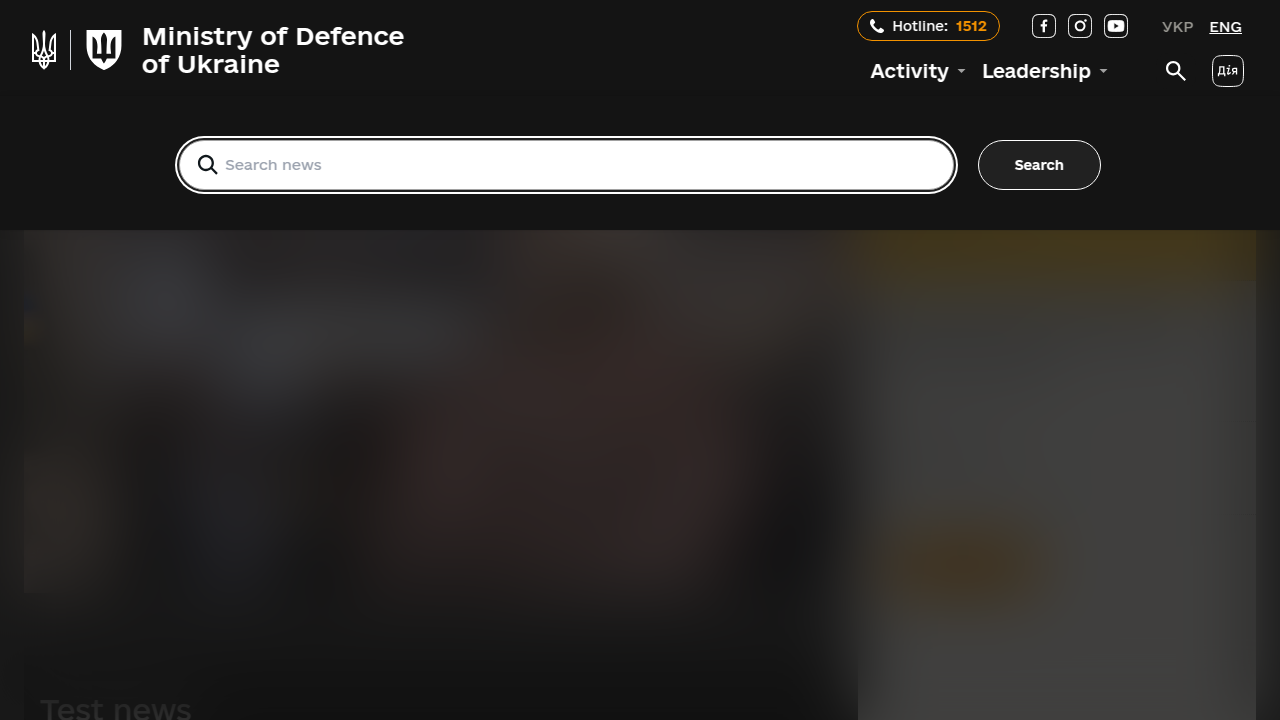 Ministry of Defence
of Ukraine
Hotline: 1512
УКР ENG
Activity
Leadership
Дія
Search news
Search
Test news